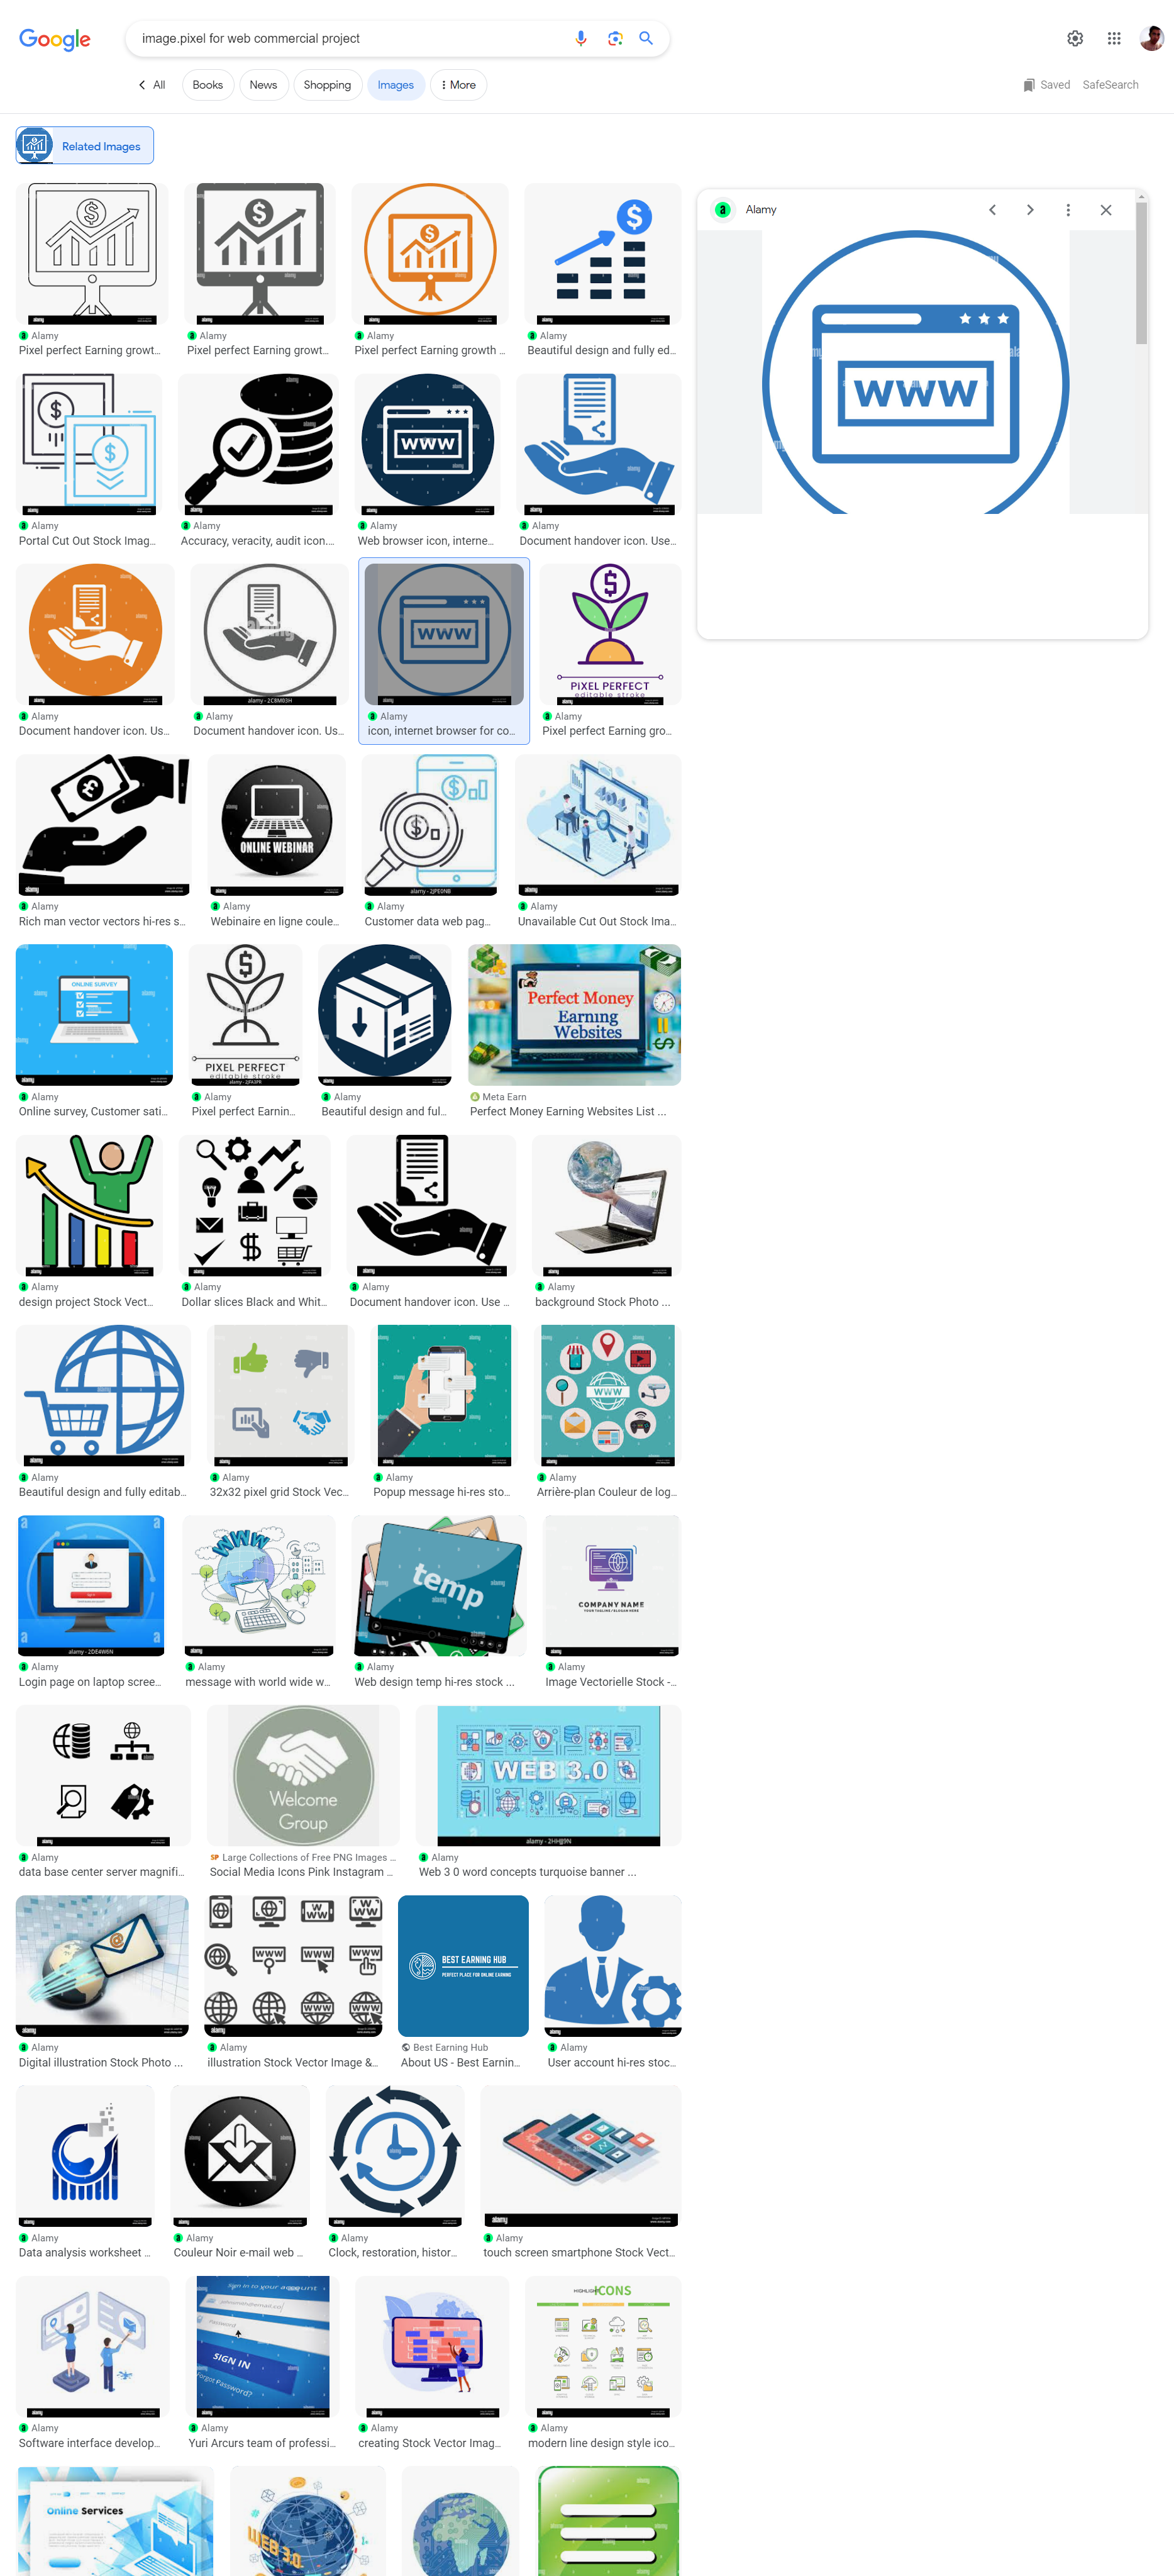 Google
image.pixel for web commercial project
All
Books
News
Shopping
Images
More
Saved
SafeSearch
Related Images
a Alamy
WWW
Alamy
Pixel perfect Earning growt...
Alamy
Pixel perfect Earning growt...
Alamy
Pixel perfect Earning growth ...
Alamy
Beautiful design and fully ed...
Alamy
Portal Cut Out Stock Imag...
Alamy
Accuracy, veracity, audit icon....
WWW
Alamy
Web browser icon, interne...
Alamy
Document handover icon. Use...
Alamy
Document handover icon. Us...
alamy - 2C8M03H
Alamy
Document handover icon. Us...
WWW
Alamy
icon, internet browser for co...
PIXEL PERFECT
editable stroke
Alamy
Pixel perfect Earning gro...
Alamy
Rich man vector vectors hi-res s...
ONLINE WEBINAR
Alamy
Webinaire en ligne coule...
alamy - 2JPE0NB
Alamy
Customer data web pag...
Alamy
Unavailable Cut Out Stock Ima...
ONLINE SURVEY
Alamy
Online survey, Customer sati...
PIXEL PERFECT
editable stroke
Alamy
Pixel perfect Earnin...
Alamy
Beautiful design and ful...
Perfect Money
Earning
Websites
Meta Earn
Perfect Money Earning Websites List ...
Alamy
design project Stock Vect...
Alamy
Dollar slices Black and Whit...
Alamy
Document handover icon. Use ...
Alamy
background Stock Photo ...
Alamy
Beautiful design and fully editab...
Alamy
32x32 pixel grid Stock Vec...
Alamy
Popup message hi-res sto...
WWW
Alamy
Arrière-plan Couleur de log...
alamy - 2DE4W6N
Alamy
Login page on laptop scree...
WWW
Alamy
message with world wide w...
temp
Alamy
Web design temp hi-res stock ...
COMPANY NAME
Alamy
Image Vectorielle Stock -...
Alamy
data base center server magnifi...
Welcome
Group
SP Large Collections of Free PNG Images ...
Social Media Icons Pink Instagram ...
WEB 3.0
alamy - 2HHJJ9N
Alamy
Web 3 0 word concepts turquoise banner ...
Alamy
Digital illustration Stock Photo ...
Alamy
illustration Stock Vector Image &...
BEST EARNING HUB
PERFECT PLACE FOR ONLINE EARNING
Best Earning Hub
About US - Best Earnin...
Alamy
User account hi-res stoc...
Alamy
Data analysis worksheet ...
Alamy
Couleur Noir e-mail web ...
Alamy
Clock, restoration, histor...
Alamy
touch screen smartphone Stock Vect...
Alamy
Software interface develop...
Sign in to your account
Password
SIGN IN
Forgot Password?
Alamy
Yuri Arcurs team of professi...
Alamy
creating Stock Vector Imag...
ICONS
Alamy
modern line design style ico...
Online Services
WEB 3.0